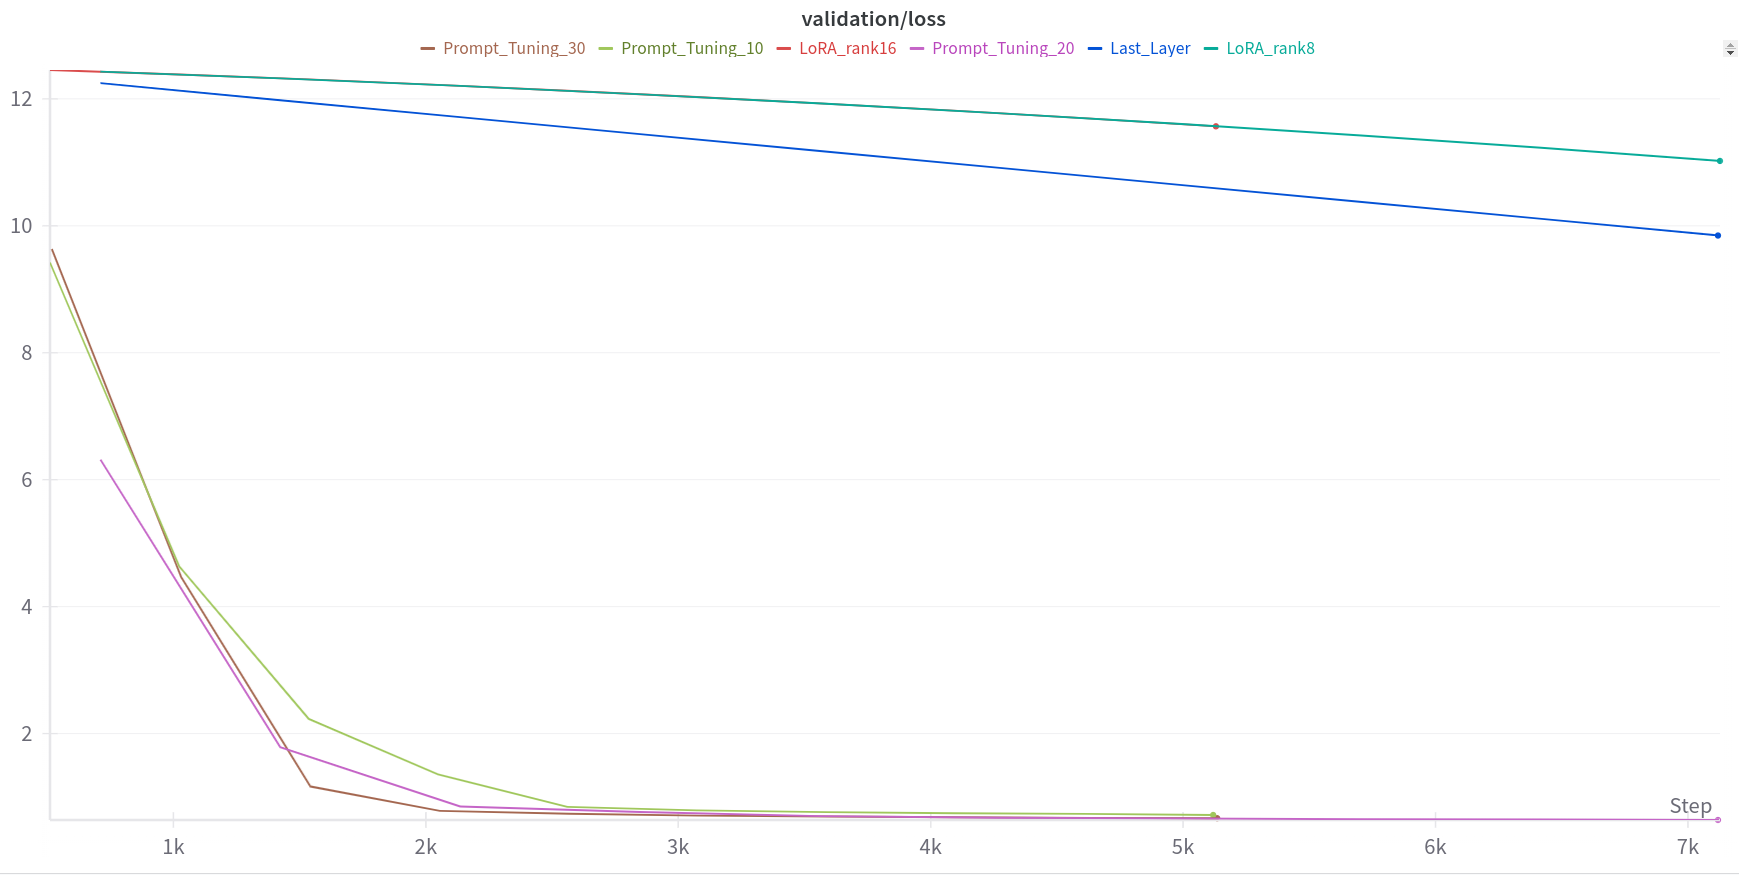 validation/loss
Prompt_Tuning_30 Prompt_Tuning_10 LoRA_rank16 Prompt_Tuning_20 Last_Layer LoRA_rank8
12
10
8
6
4
2
Step
1k 2k 3k 4k 5k 6k 7k